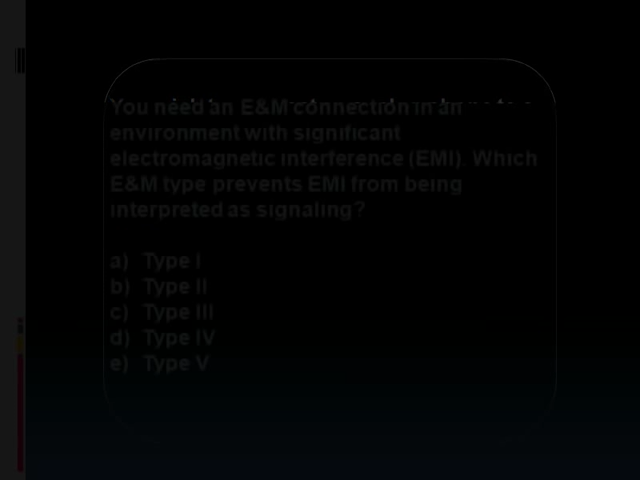 You need an E&M connection in an
environment with significant
electromagnetic interference (EMI). Which
E&M type prevents EMI from being
interpreted as signaling?
a) Type I
b) Type II
c) Type III
d) Type IV
e) Type V